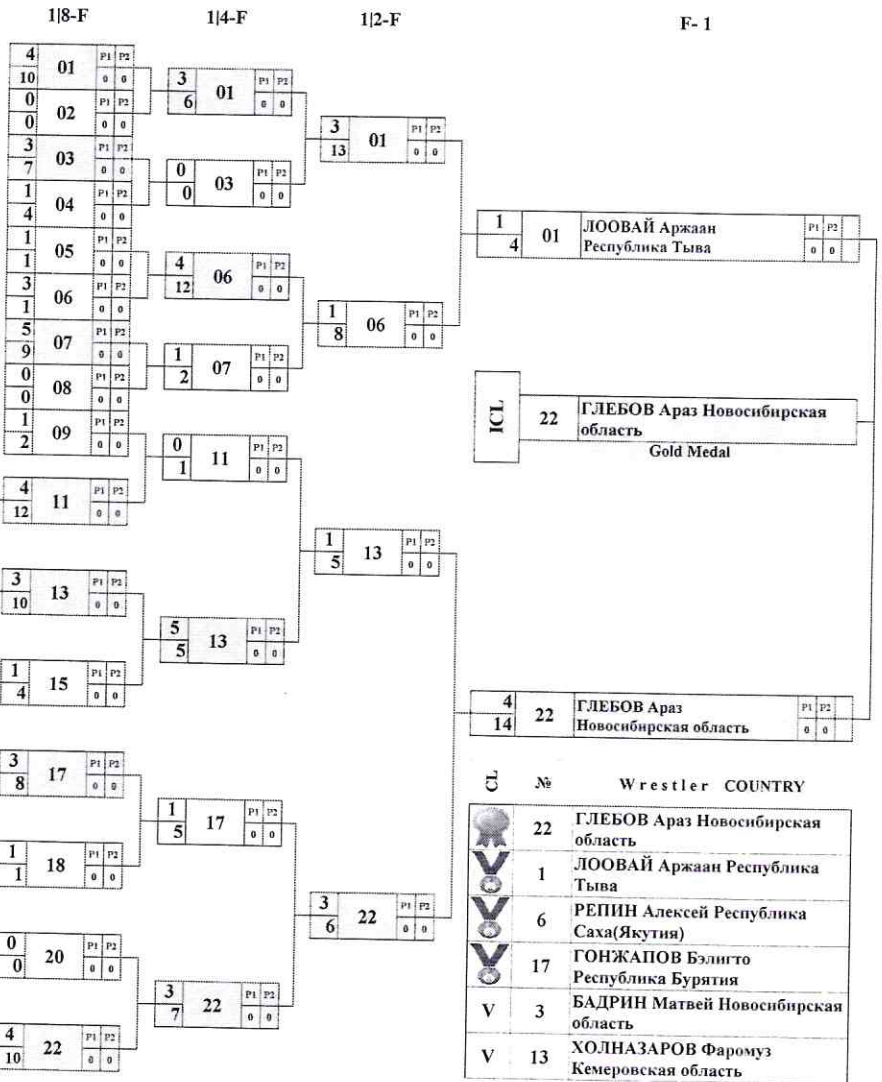 1|8-F 1|4-F 1|2-F F- 1
4 10 01 P1 P2 0 0
0 0 02 P1 P2 0 0
3 7 03 P1 P2 0 0
1 4 04 P1 P2 0 0
1 1 05 P1 P2 0 0
3 1 06 P1 P2 0 0
5 9 07 P1 P2 0 0
0 0 08 P1 P2 0 0
1 2 09 P1 P2 0 0
4 12 11 P1 P2 0 0
3 10 13 P1 P2 0 0
1 4 15 P1 P2 0 0
3 8 17 P1 P2 0 0
1 1 18 P1 P2 0 0
0 0 20 P1 P2 0 0
4 10 22 P1 P2 0 0
3 6 01 P1 P2 0 0
0 0 03 P1 P2 0 0
4 12 06 P1 P2 0 0
1 2 07 P1 P2 0 0
0 1 11 P1 P2 0 0
5 5 13 P1 P2 0 0
1 5 17 P1 P2 0 0
3 7 22 P1 P2 0 0
3 13 01 P1 P2 0 0
1 8 06 P1 P2 0 0
1 5 13 P1 P2 0 0
3 6 22 P1 P2 0 0
1 4 01 ЛООВАЙ Аржаан P1 P2
Республика Тыва 0 0
ICL 22 ГЛЕБОВ Араз Новосибирская
область
Gold Medal
4 14 22 ГЛЕБОВ Араз P1 P2
Новосибирская область 0 0
CL № Wrestler COUNTRY
22 ГЛЕБОВ Араз Новосибирская
область
1 ЛООВАЙ Аржаан Республика
Тыва
6 РЕПИН Алексей Республика
Саха(Якутия)
17 ГОНЖАПОВ Бэлигто
Республика Бурятия
V 3 БАДРИН Матвей Новосибирская
область
V 13 ХОЛНАЗАРОВ Фаромуз
Кемеровская область